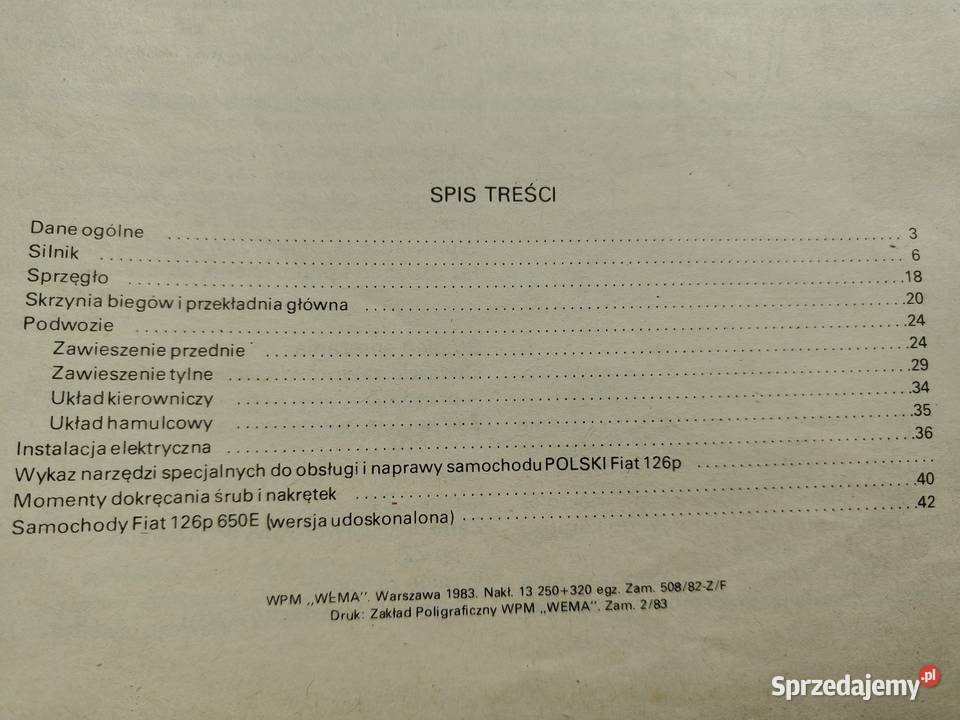 SPIS TREŚCI
Dane ogólne ........ 3
Silnik ........ 6
Sprzęgło ........ 18
Skrzynia biegów i przekładnia główna ........ 20
Podwozie ........ 24
Zawieszenie przednie ........ 24
Zawieszenie tylne ........ 29
Układ kierowniczy ........ 34
Układ hamulcowy ........ 35
Instalacja elektryczna ........ 36
Wykaz narzędzi specjalnych do obsługi i naprawy samochodu POLSKI Fiat 126p ........
Momenty dokręcania śrub i nakrętek ........ 40
Samochody Fiat 126p 650E (wersja udoskonalona) ........ 42
WPM „WEMA”. Warszawa 1983. Nakł. 13 250+320 egz. Zam. 508/82-Z/F
Druk: Zakład Poligraficzny WPM „WEMA”. Zam. 2/83
Sprzedajemy.pl